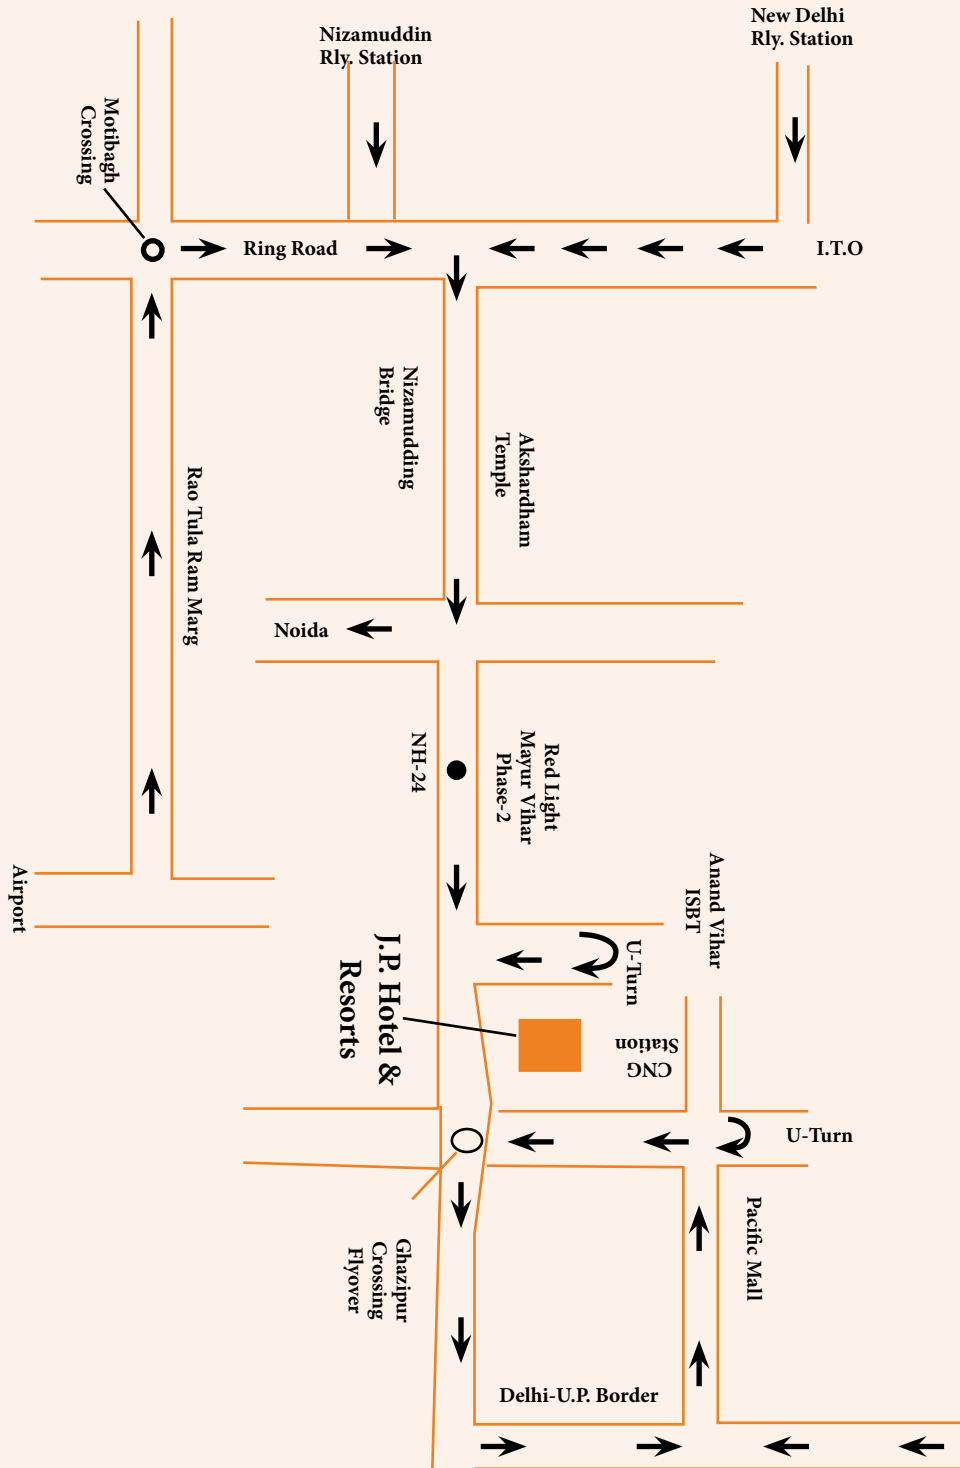 Nizamuddin
Rly. Station
New Delhi
Rly. Station
Motibagh
Crossing
Ring Road
I.T.O
Nizamudding
Bridge
Akshardham
Temple
Rao Tula Ram Marg
Noida
NH-24
Red Light
Mayur Vihar
Phase-2
Airport
Anand Vihar
ISBT
U-Turn
J.P. Hotel &
Resorts
CNG
Station
U-Turn
Pacific Mall
Ghazipur
Crossing
Flyover
Delhi-U.P. Border